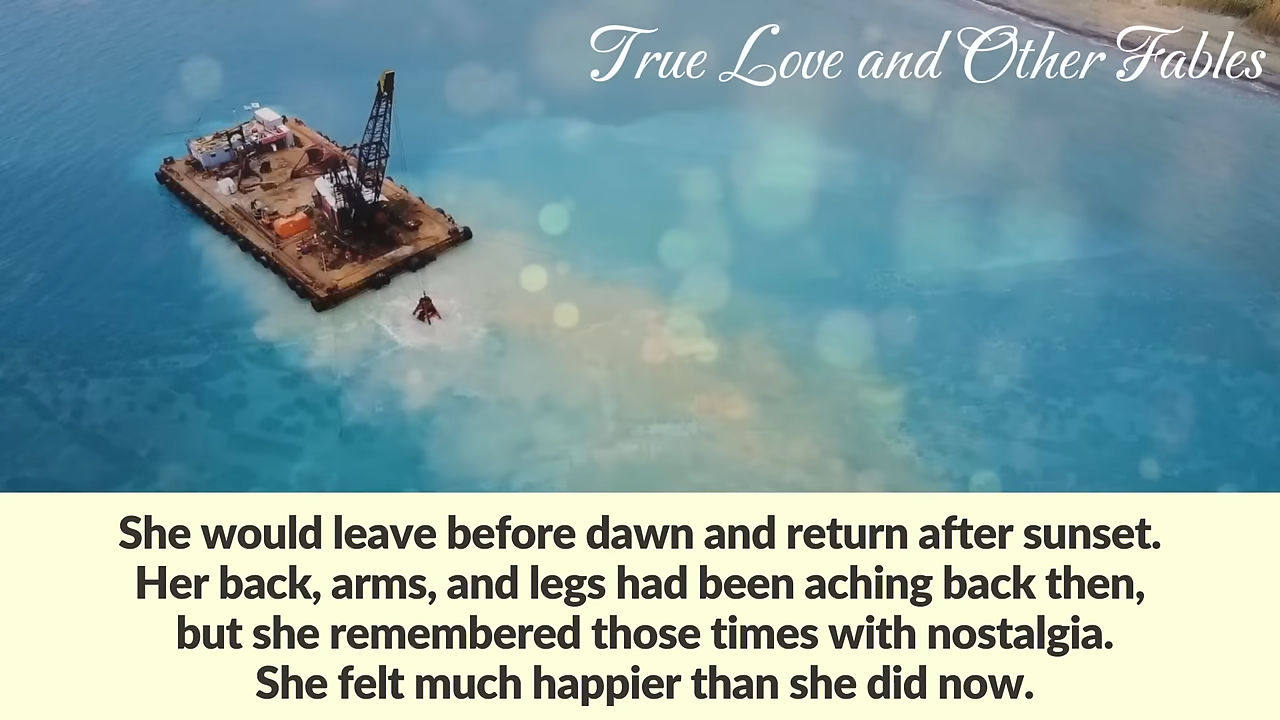 True Love and Other Fables
She would leave before dawn and return after sunset.
Her back, arms, and legs had been aching back then,
but she remembered those times with nostalgia.
She felt much happier than she did now.